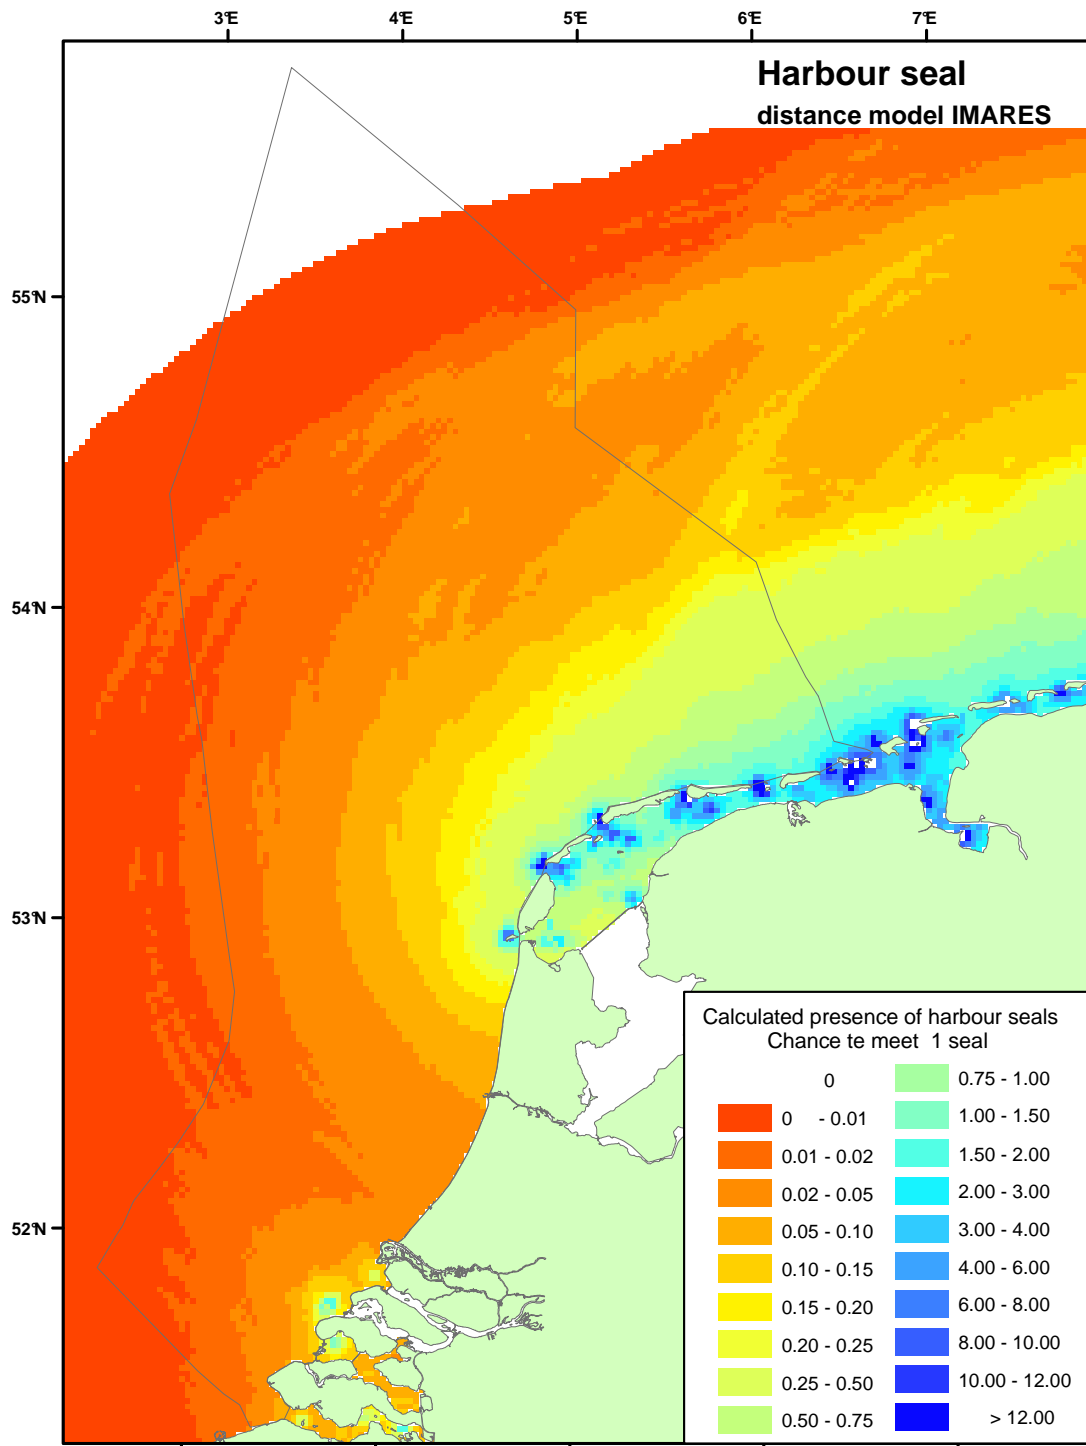 3°E 4°E 5°E 6°E 7°E
Harbour seal
distance model IMARES
55°N
54°N
53°N
52°N
Calculated presence of harbour seals
Chance te meet 1 seal
0
0 - 0.01
0.01 - 0.02
0.02 - 0.05
0.05 - 0.10
0.10 - 0.15
0.15 - 0.20
0.20 - 0.25
0.25 - 0.50
0.50 - 0.75
0.75 - 1.00
1.00 - 1.50
1.50 - 2.00
2.00 - 3.00
3.00 - 4.00
4.00 - 6.00
6.00 - 8.00
8.00 - 10.00
10.00 - 12.00
> 12.00